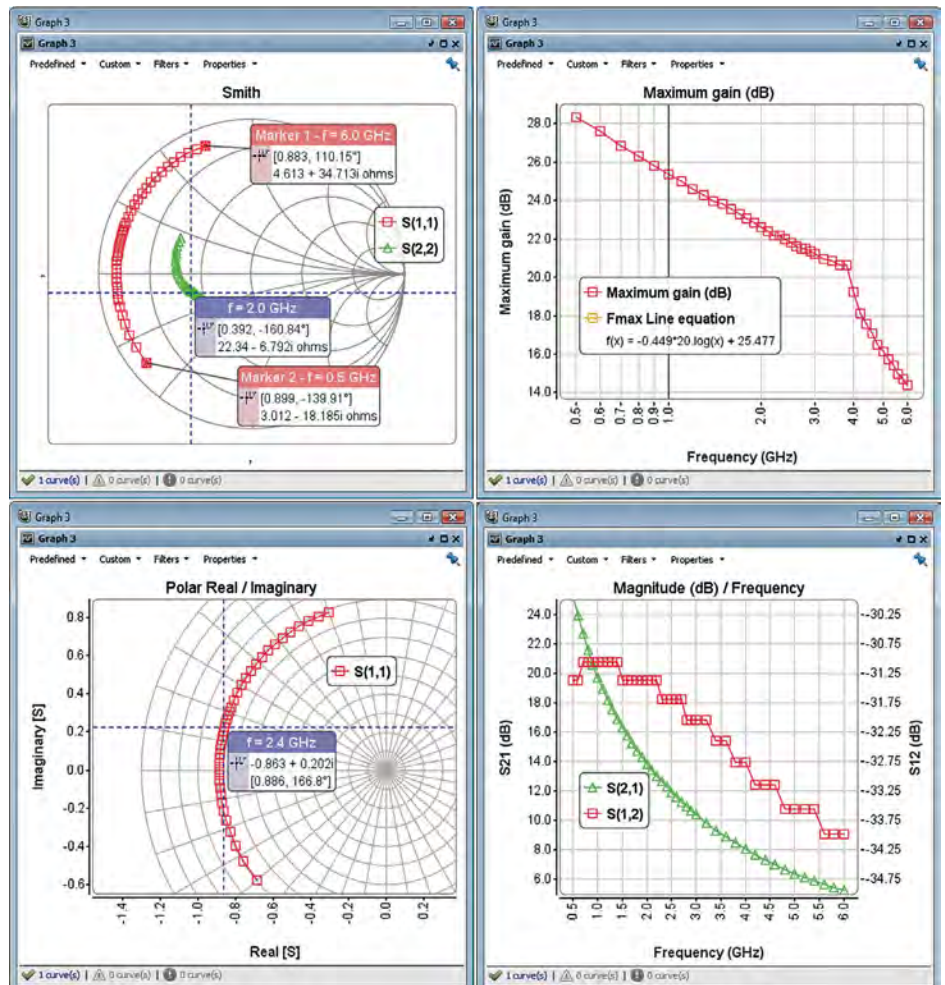 Graph 3
Graph 3
Predefined Custom Filters Properties
Smith
Marker 1 - f = 6.0 GHz
[0.883, 110.15°]
4.613 + 34.713i ohms
S(1,1)
S(2,2)
f = 2.0 GHz
[0.392, -160.84°]
22.34 - 6.792i ohms
Marker 2 - f = 0.5 GHz
[0.899, -139.91°]
3.012 - 18.185i ohms
1 curve(s) | 0 curve(s) | 0 curve(s)
Graph 3
Graph 3
Predefined Custom Filters Properties
Maximum gain (dB)
Maximum gain (dB)
28.0
26.0
24.0
22.0
20.0
18.0
16.0
14.0
Maximum gain (dB)
Fmax Line equation
f(x) = -0.449*20.log(x) + 25.477
0.5 0.6 0.7 0.8 0.9 1.0 2.0 3.0 4.0 5.0 6.0
Frequency (GHz)
1 curve(s) | 0 curve(s) | 0 curve(s)
Graph 3
Graph 3
Predefined Custom Filters Properties
Polar Real / Imaginary
Imaginary [S]
0.8
0.6
0.4
0.2
0.0
-0.2
-0.4
-0.6
S(1,1)
f = 2.4 GHz
-0.863 + 0.202i
[0.886, 166.8°]
-1.4 -1.2 -1.0 -0.8 -0.6 -0.4 -0.2 0.0 0.2
Real [S]
1 curve(s) | 0 curve(s) | 0 curve(s)
Graph 3
Graph 3
Predefined Custom Filters Properties
Magnitude (dB) / Frequency
S21 (dB)
24.0
22.0
20.0
18.0
16.0
14.0
12.0
10.0
8.0
6.0
S(2,1)
S(1,2)
-30.25
-30.75
-31.25
-31.75
-32.25
-32.75
-33.25
-33.75
-34.25
-34.75
S12 (dB)
0.5 1.0 1.5 2.0 2.5 3.0 3.5 4.0 4.5 5.0 5.5 6.0
Frequency (GHz)
1 curve(s) | 0 curve(s) | 0 curve(s)